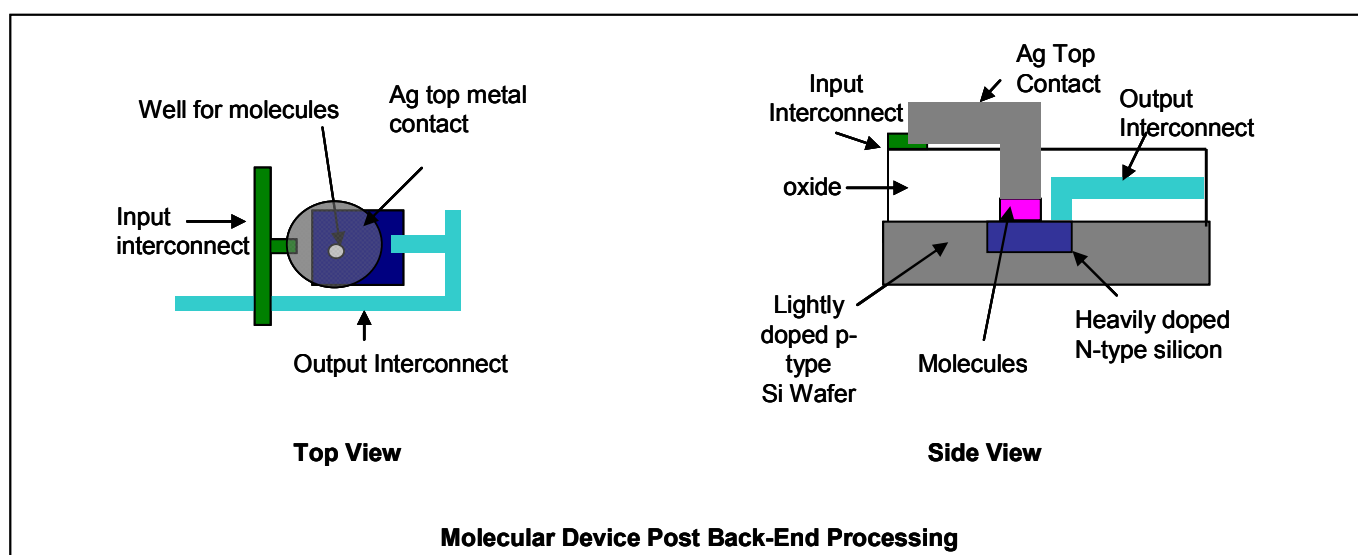 Well for molecules
Ag top metal
contact
Input
interconnect
Output Interconnect
Top View
Ag Top
Contact
Input
Interconnect
Output
Interconnect
oxide
Lightly
doped p-
type
Si Wafer
Molecules
Heavily doped
N-type silicon
Side View
Molecular Device Post Back-End Processing